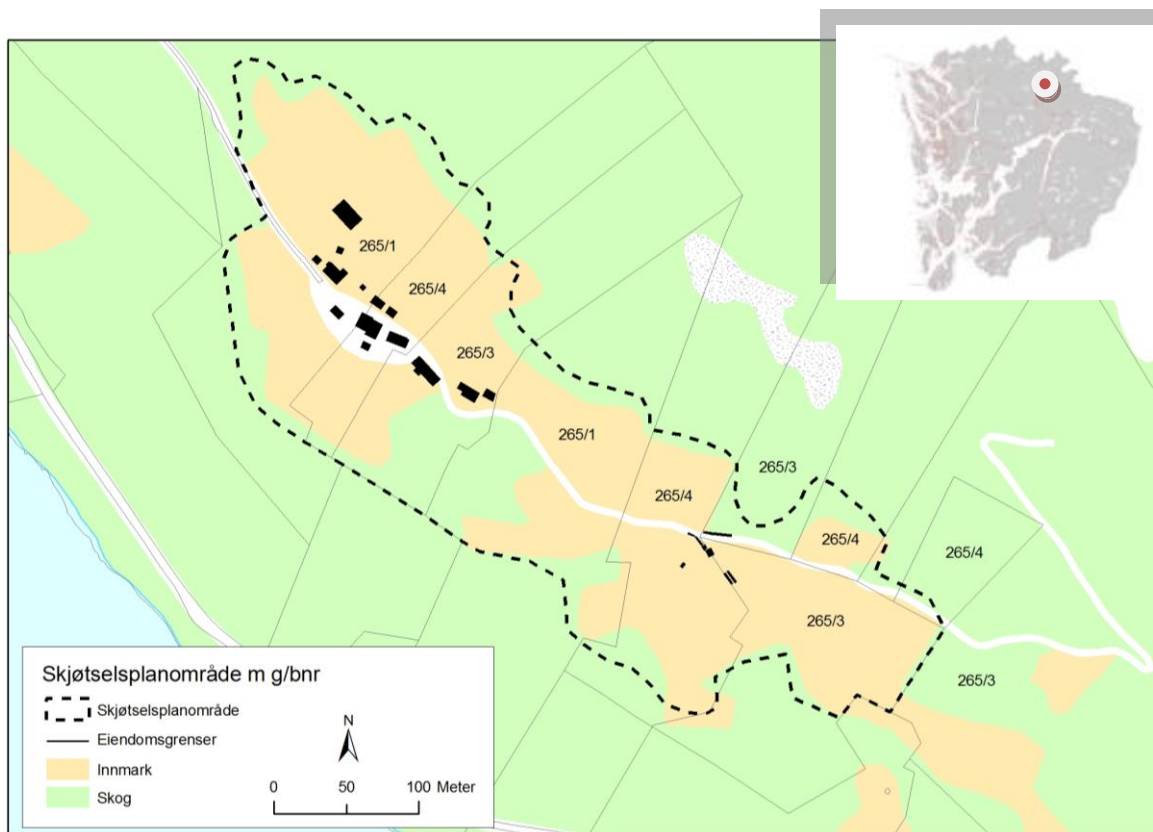 265/1
265/4
265/3
265/1
265/3
265/4
265/4
265/4
265/3
265/3
Skjøtselsplanområde m g/bnr
Skjøtselsplanområde
Eiendomsgrenser
Innmark
Skog
N
0 50 100 Meter